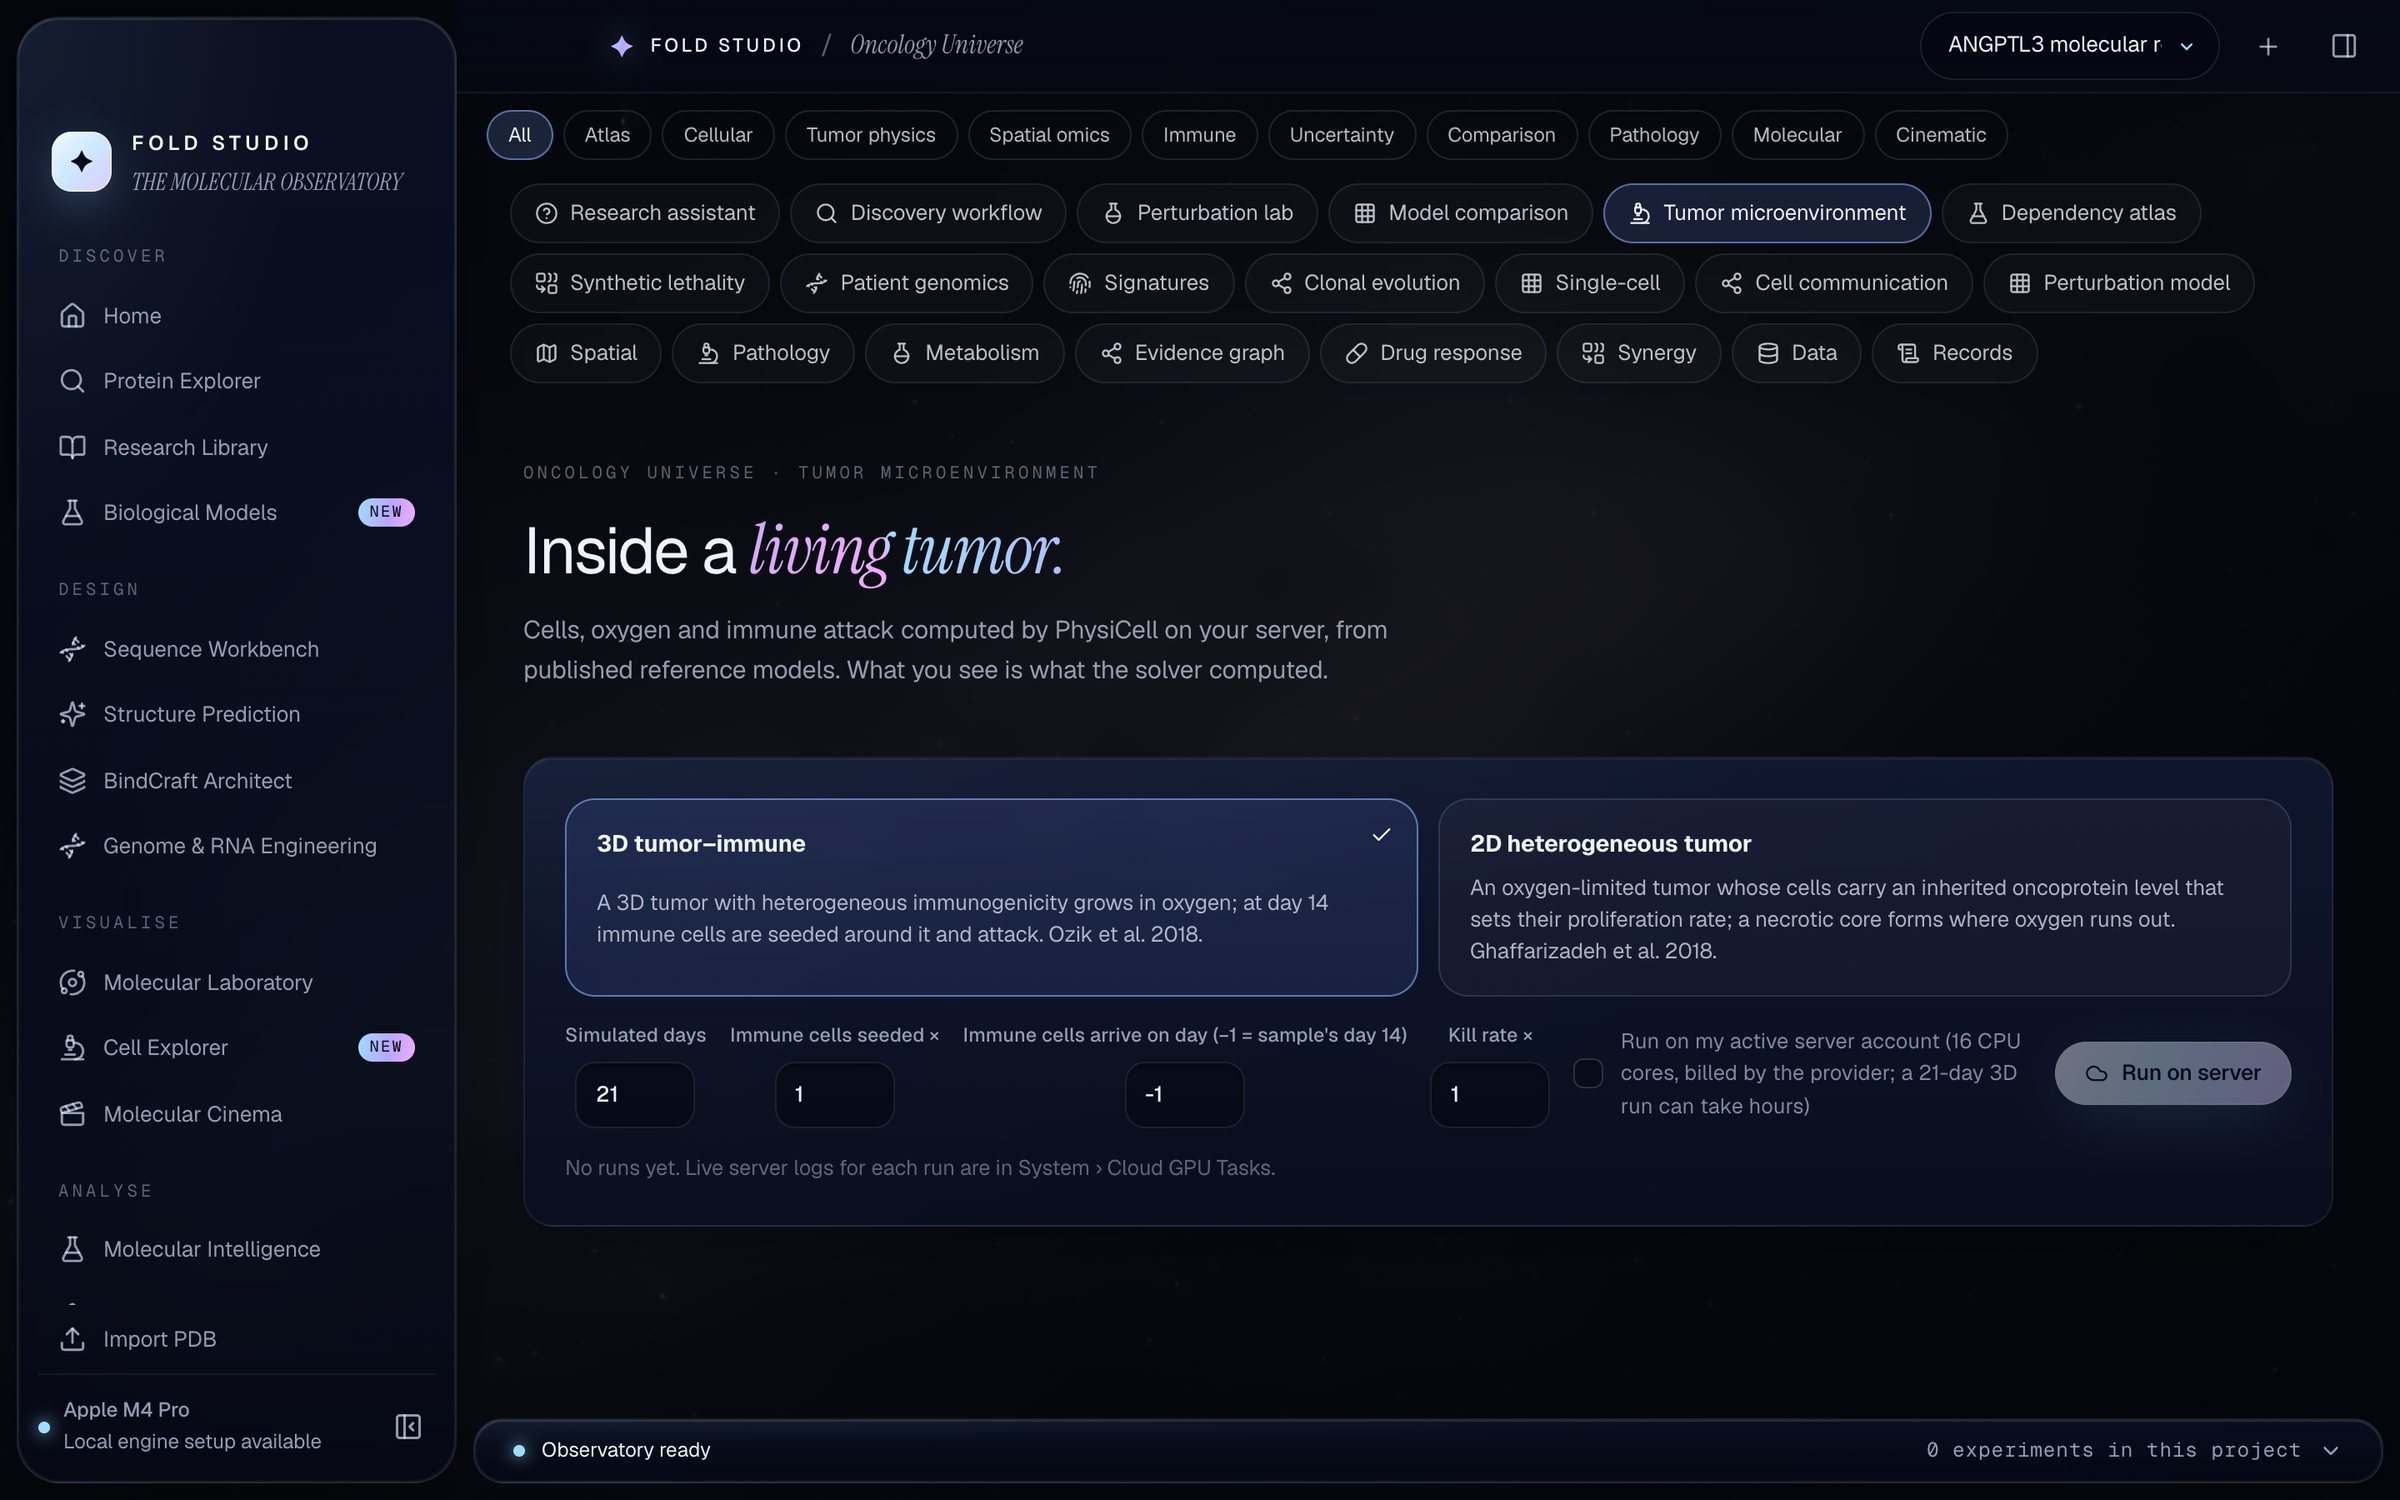 FOLD STUDIO
THE MOLECULAR OBSERVATORY
DISCOVER
Home
Protein Explorer
Research Library
Biological Models NEW
DESIGN
Sequence Workbench
Structure Prediction
BindCraft Architect
Genome & RNA Engineering
VISUALISE
Molecular Laboratory
Cell Explorer NEW
Molecular Cinema
ANALYSE
Molecular Intelligence
Import PDB
Apple M4 Pro
Local engine setup available
FOLD STUDIO / Oncology Universe
ANGPTL3 molecular r
All Atlas Cellular Tumor physics Spatial omics Immune Uncertainty Comparison Pathology Molecular Cinematic
Research assistant Discovery workflow Perturbation lab Model comparison Tumor microenvironment Dependency atlas
Synthetic lethality Patient genomics Signatures Clonal evolution Single-cell Cell communication Perturbation model
Spatial Pathology Metabolism Evidence graph Drug response Synergy Data Records
ONCOLOGY UNIVERSE · TUMOR MICROENVIRONMENT
Inside a living tumor.
Cells, oxygen and immune attack computed by PhysiCell on your server, from
published reference models. What you see is what the solver computed.
3D tumor–immune
A 3D tumor with heterogeneous immunogenicity grows in oxygen; at day 14
immune cells are seeded around it and attack. Ozik et al. 2018.
2D heterogeneous tumor
An oxygen-limited tumor whose cells carry an inherited oncoprotein level that
sets their proliferation rate; a necrotic core forms where oxygen runs out.
Ghaffarizadeh et al. 2018.
Simulated days Immune cells seeded × Immune cells arrive on day (−1 = sample's day 14) Kill rate ×
21 1 -1 1
Run on my active server account (16 CPU
cores, billed by the provider; a 21-day 3D
run can take hours)
Run on server
No runs yet. Live server logs for each run are in System › Cloud GPU Tasks.
Observatory ready
0 experiments in this project